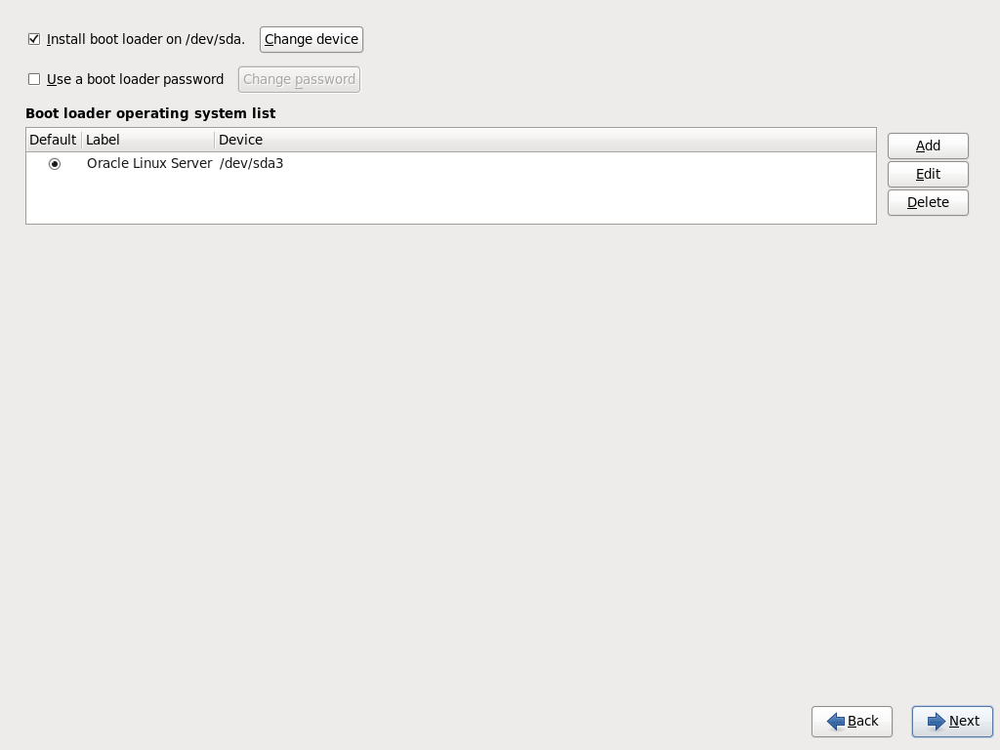 Install boot loader on /dev/sda. Change device
Use a boot loader password Change password
Boot loader operating system list
Default Label Device
Oracle Linux Server /dev/sda3
Add
Edit
Delete
Back Next